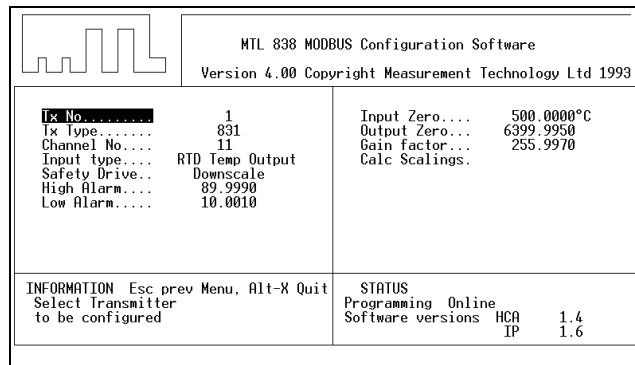 MTL 838 MODBUS Configuration Software
Version 4.00 Copyright Measurement Technology Ltd 1993
Tx No......... 1
Tx Type....... 831
Channel No.... 11
Input type.... RTD Temp Output
Safety Drive.. Downscale
High Alarm.... 89.9990
Low Alarm..... 10.0010
Input Zero.... 500.0000°C
Output Zero... 6399.9950
Gain factor... 255.9970
Calc Scalings.
INFORMATION Esc prev Menu, Alt-X Quit
Select Transmitter
to be configured
STATUS
Programming Online
Software versions HCA 1.4
IP 1.6